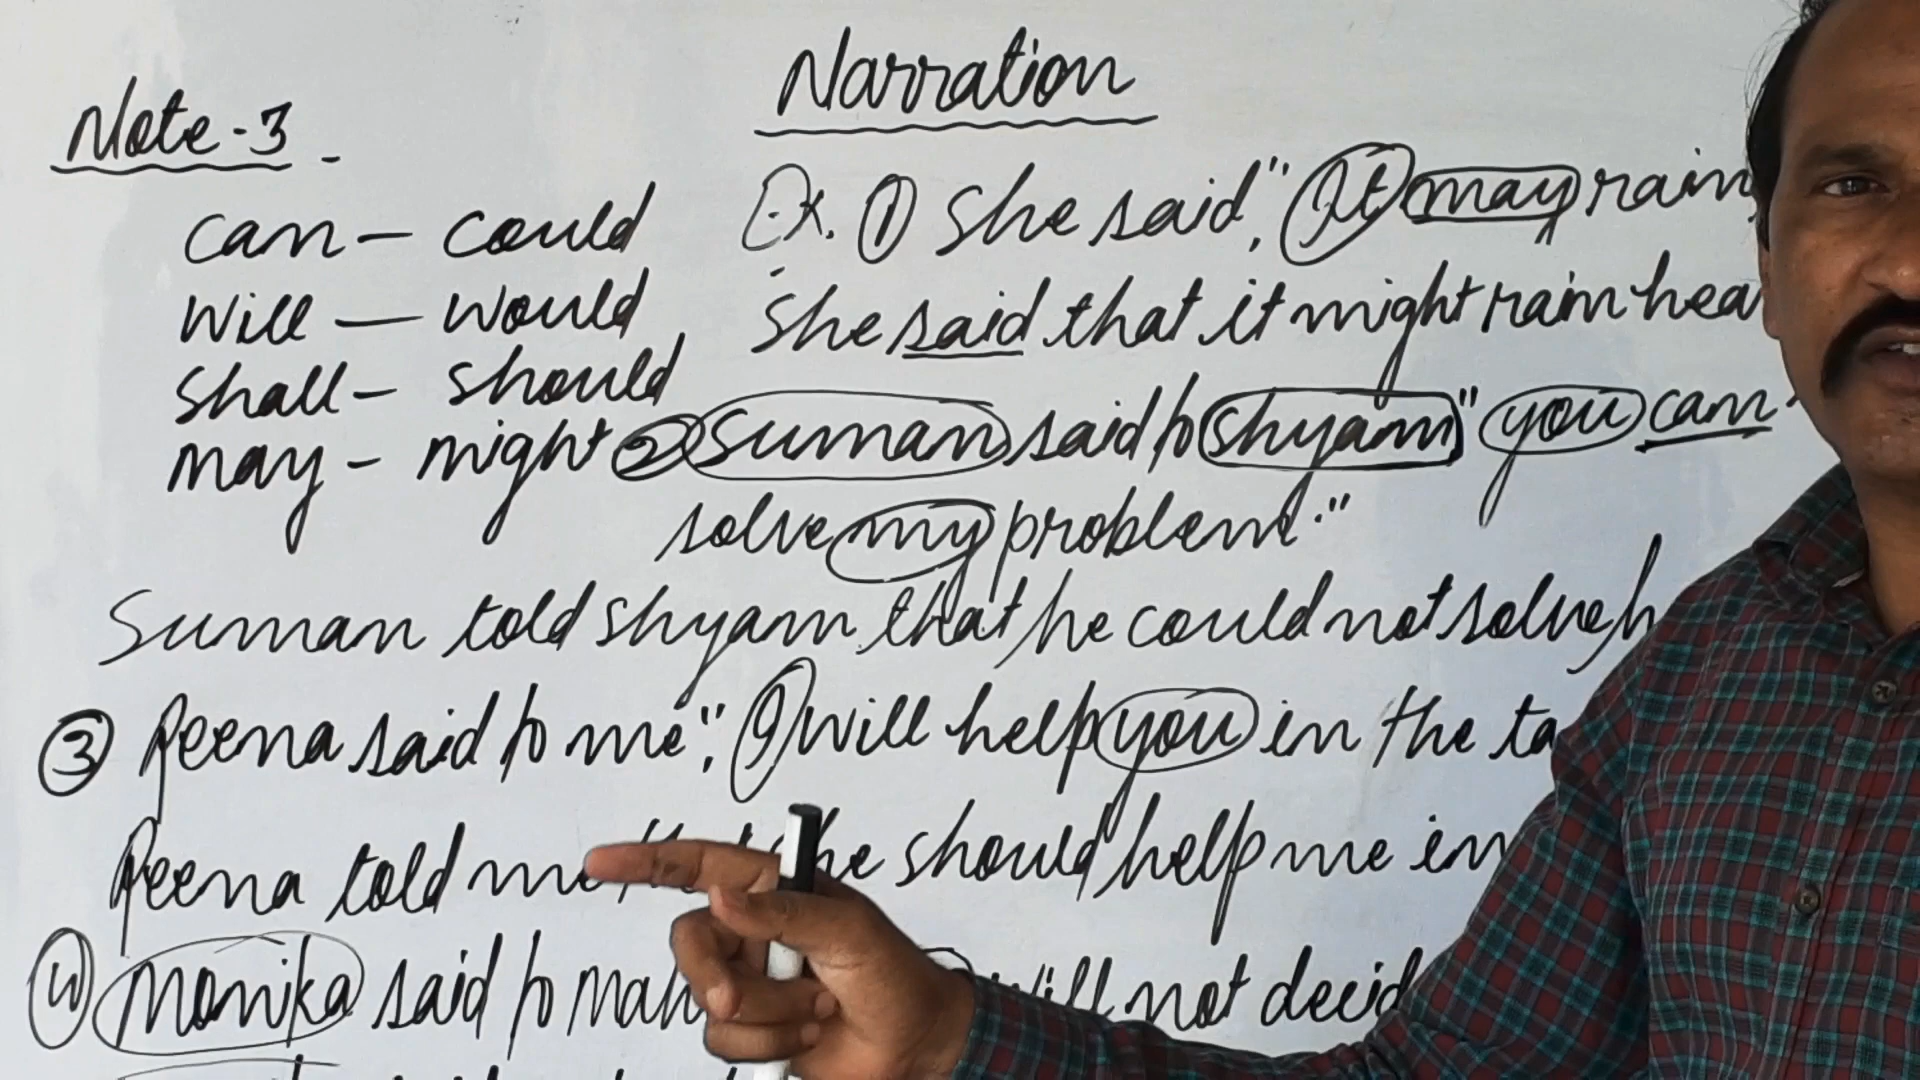 Narration
Note-3 -
can - could
will - would
shall - should
may - might
Ex. ① She said, "It may rain
She said that it might rain hea
② Suman said to shyam "you can
solve my problem."
Suman told shyam that he could not solve h
③ Reena said to me, "I will help you in the ta
Reena told me that she should help me in
④ Monika said to mah will not decid